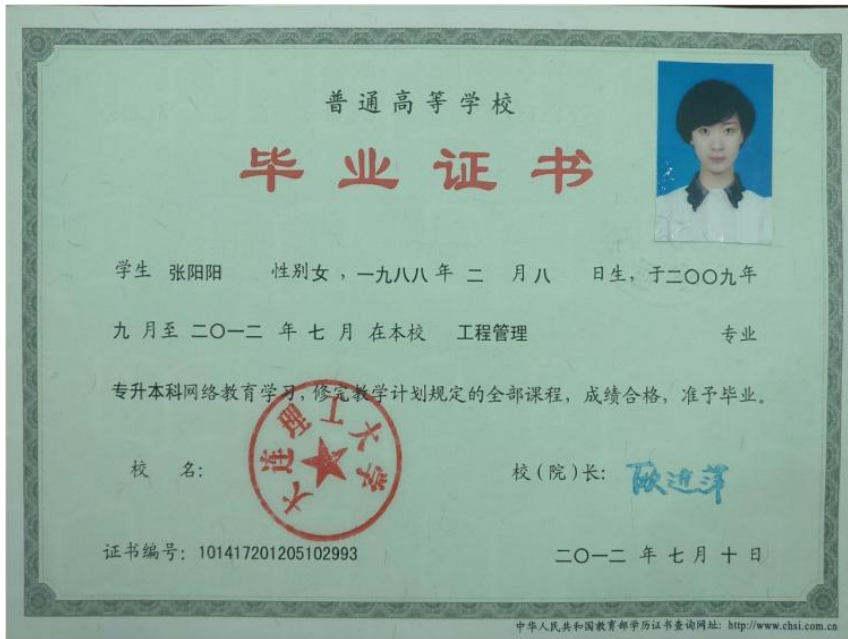 普通高等学校
毕业证书
学生 张阳阳 性别女，一九八八年 二 月八 日生，于二〇〇九年
九 月至 二〇一二 年 七 月 在本校 工程管理 专业
专升本科网络教育学习，修完教学计划规定的全部课程，成绩合格，准予毕业。
大连理工大学
校 名：
校（院）长：欧进萍
证书编号：101417201205102993
二〇一二 年 七 月 十 日
中华人民共和国教育部学历证书查询网址：http://www.chsi.com.cn